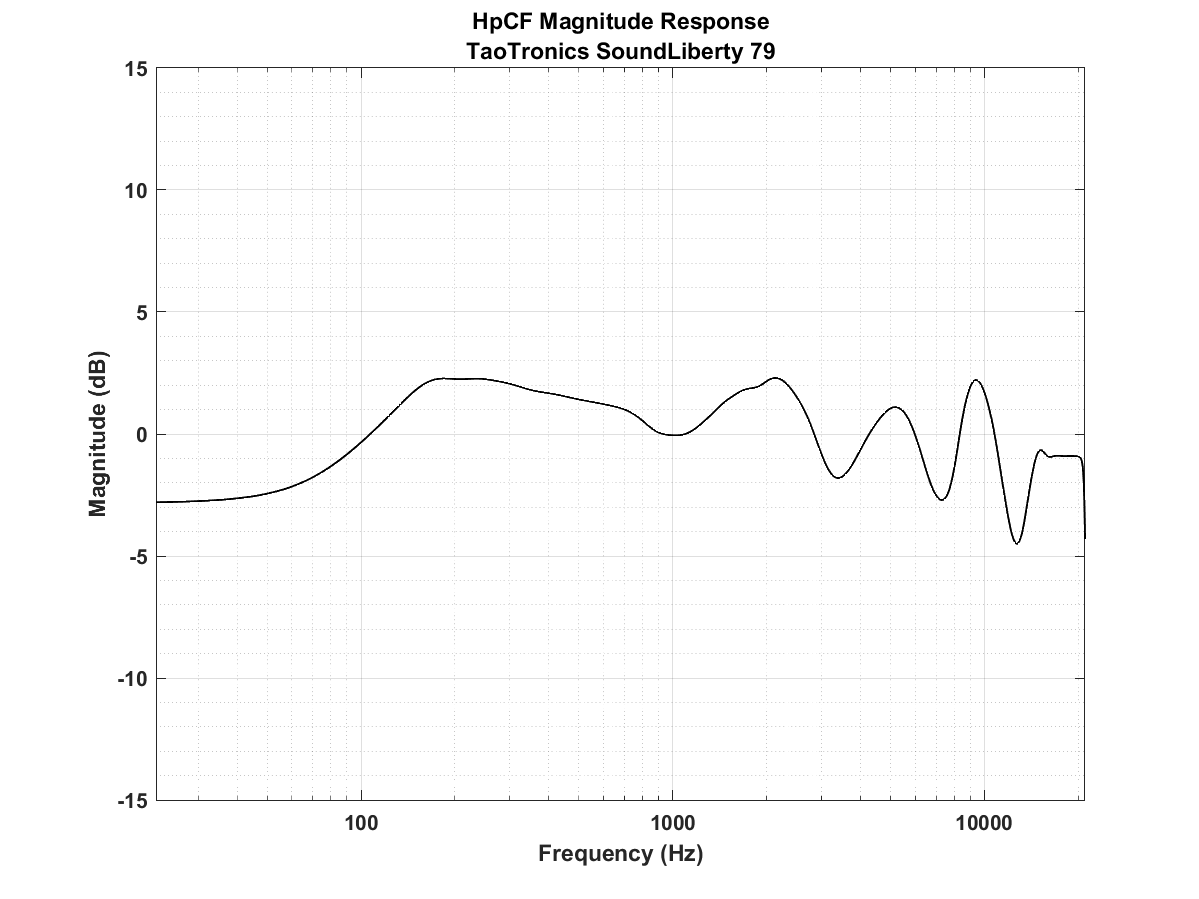 HpCF Magnitude Response
TaoTronics SoundLiberty 79
15
10
5
0
-5
-10
-15
Magnitude (dB)
100 1000 10000
Frequency (Hz)